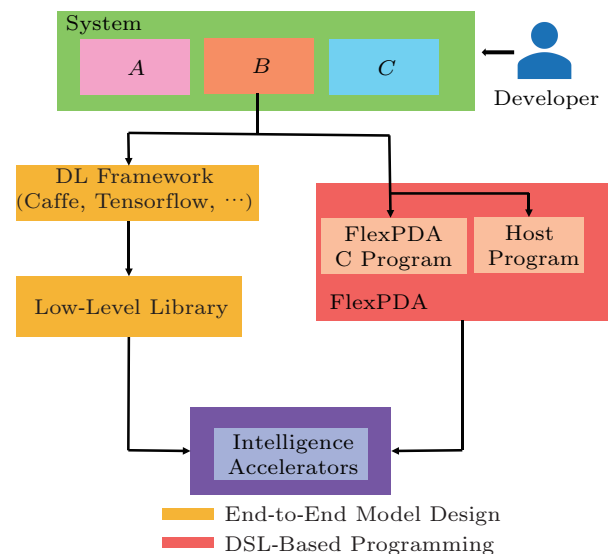 System
A
B
C
Developer
DL Framework
(Caffe, Tensorflow, ···)
FlexPDA
C Program
Host
Program
FlexPDA
Low-Level Library
Intelligence
Accelerators
End-to-End Model Design
DSL-Based Programming